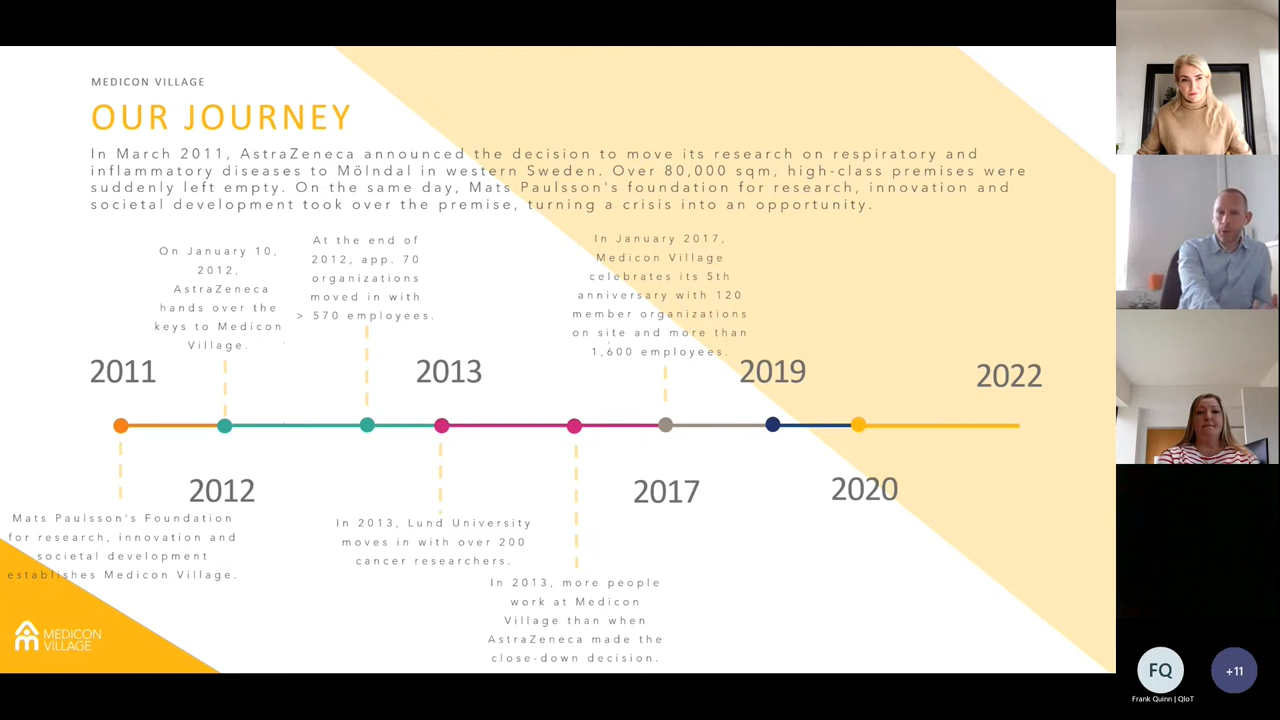 MEDICON VILLAGE
OUR JOURNEY
In March 2011, AstraZeneca announced the decision to move its research on respiratory and
inflammatory diseases to Mölndal in western Sweden. Over 80,000 sqm, high-class premises were
suddenly left empty. On the same day, Mats Paulsson's foundation for research, innovation and
societal development took over the premise, turning a crisis into an opportunity.
On January 10,
2012,
AstraZeneca
hands over the
keys to Medicon
Village.
At the end of
2012, app. 70
organizations
moved in with
> 570 employees.
In January 2017,
Medicon Village
celebrates its 5th
anniversary with 120
member organizations
on site and more than
1,600 employees.
2011
2013
2019
2022
2012
2017
2020
Mats Paulsson's Foundation
for research, innovation and
societal development
establishes Medicon Village.
In 2013, Lund University
moves in with over 200
cancer researchers.
In 2013, more people
work at Medicon
Village than when
AstraZeneca made the
close-down decision.
MEDICON
VILLAGE
FQ
+11
Frank Quinn | QIoT